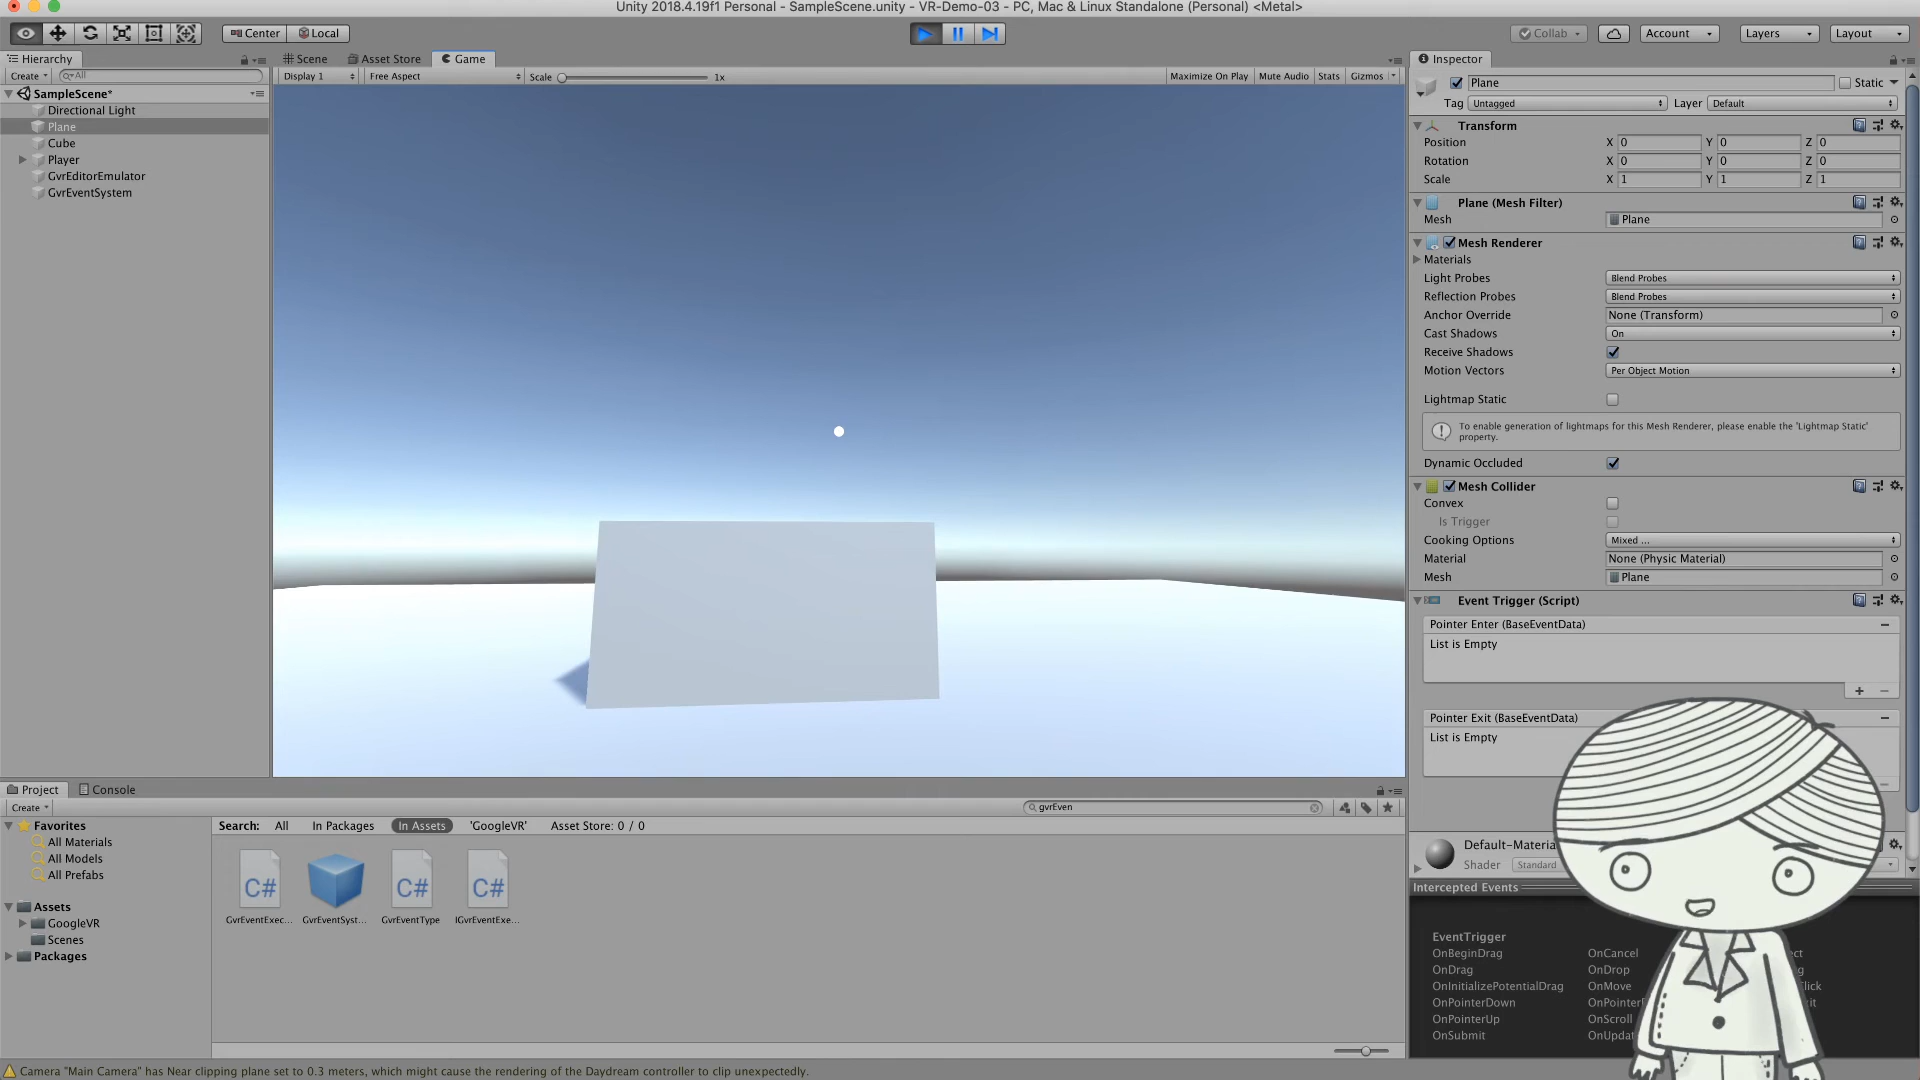 Unity 2018.4.19f1 Personal - SampleScene.unity - VR-Demo-03 - PC, Mac & Linux Standalone (Personal) <Metal>
Center Local Collab Account Layers Layout
Hierarchy
Create All
SampleScene*
Directional Light
Plane
Cube
Player
GvrEditorEmulator
GvrEventSystem
Scene Asset Store Game
Display 1 Free Aspect Scale 1x Maximize On Play Mute Audio Stats Gizmos
Inspector
Plane Static
Tag Untagged Layer Default
Transform
Position X 0 Y 0 Z 0
Rotation X 0 Y 0 Z 0
Scale X 1 Y 1 Z 1
Plane (Mesh Filter)
Mesh Plane
Mesh Renderer
Materials
Light Probes Blend Probes
Reflection Probes Blend Probes
Anchor Override None (Transform)
Cast Shadows On
Receive Shadows
Motion Vectors Per Object Motion
Lightmap Static
To enable generation of lightmaps for this Mesh Renderer, please enable the 'Lightmap Static'
property.
Dynamic Occluded
Mesh Collider
Convex
Is Trigger
Cooking Options Mixed ...
Material None (Physic Material)
Mesh Plane
Event Trigger (Script)
Pointer Enter (BaseEventData)
List is Empty
Pointer Exit (BaseEventData)
List is Empty
Default-Materia
Shader Standard
Intercepted Events
EventTrigger
OnBeginDrag OnCancel
OnDrag OnDrop
OnInitializePotentialDrag OnMove
OnPointerDown
OnPointerUp OnScroll
OnSubmit
Project Console
Create gvrEven
Favorites
All Materials
All Models
All Prefabs
Assets
GoogleVR
Scenes
Packages
Search: All In Packages In Assets 'GoogleVR' Asset Store: 0 / 0
C# C# C#
GvrEventExec... GvrEventSyst... GvrEventType IGvrEventExe...
Camera "Main Camera" has Near clipping plane set to 0.3 meters, which might cause the rendering of the Daydream controller to clip unexpectedly.